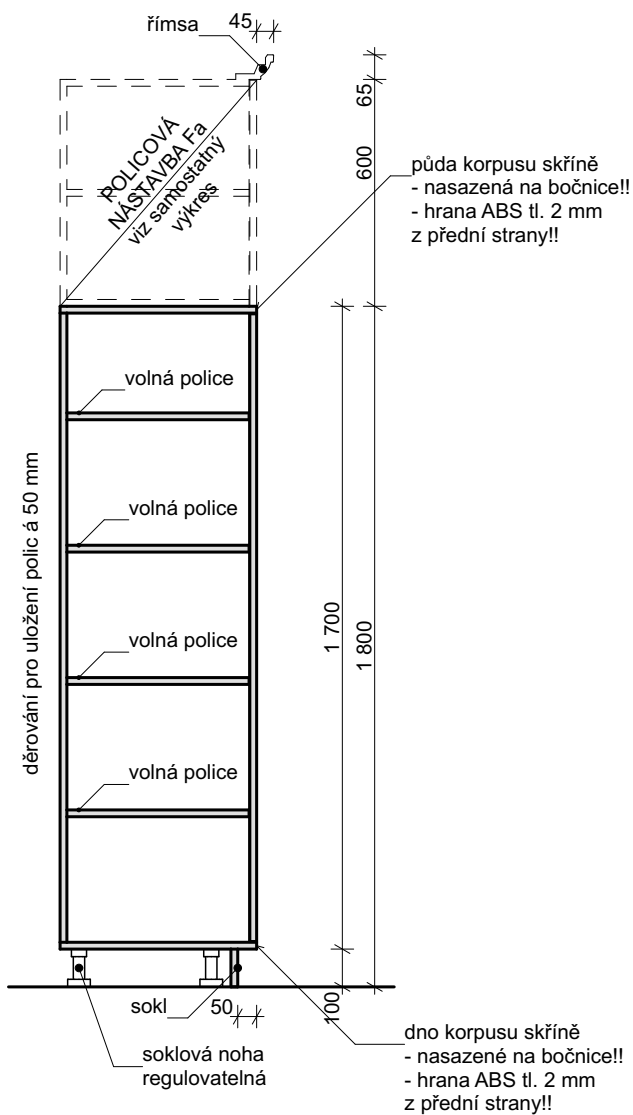 římsa
45
65
600
POLICOVÁ
NÁSTAVBA Fa
viz samostatný
výkres
půda korpusu skříně
- nasazená na bočnice!!
- hrana ABS tl. 2 mm
z přední strany!!
volná police
volná police
volná police
volná police
děrování pro uložení polic á 50 mm
1 700
1 800
100
sokl
50
soklová noha
regulovatelná
dno korpusu skříně
- nasazené na bočnice!!
- hrana ABS tl. 2 mm
z přední strany!!